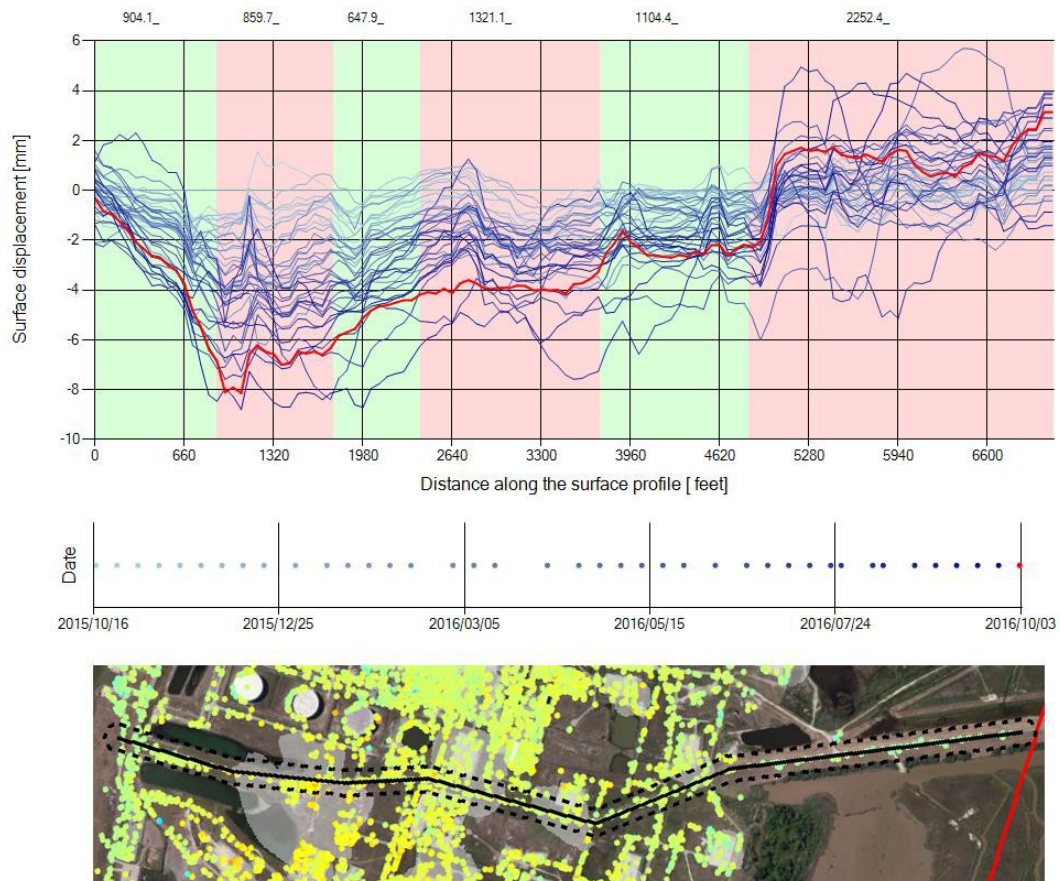 904.1_ 859.7_ 647.9_ 1321.1_ 1104.4_ 2252.4_
6
4
2
0
-2
-4
-6
-8
-10
Surface displacement [mm]
0 660 1320 1980 2640 3300 3960 4620 5280 5940 6600
Distance along the surface profile [ feet]
Date
2015/10/16 2015/12/25 2016/03/05 2016/05/15 2016/07/24 2016/10/03